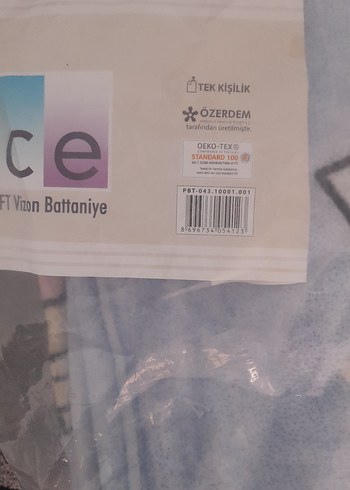 TEK KİŞİLİK
ÖZERDEM
tarafından üretilmiştir.
OEKO-TEX®
STANDARD 100
ce
FT Vizon Battaniye
PBT-043.10001.001
8696734054123